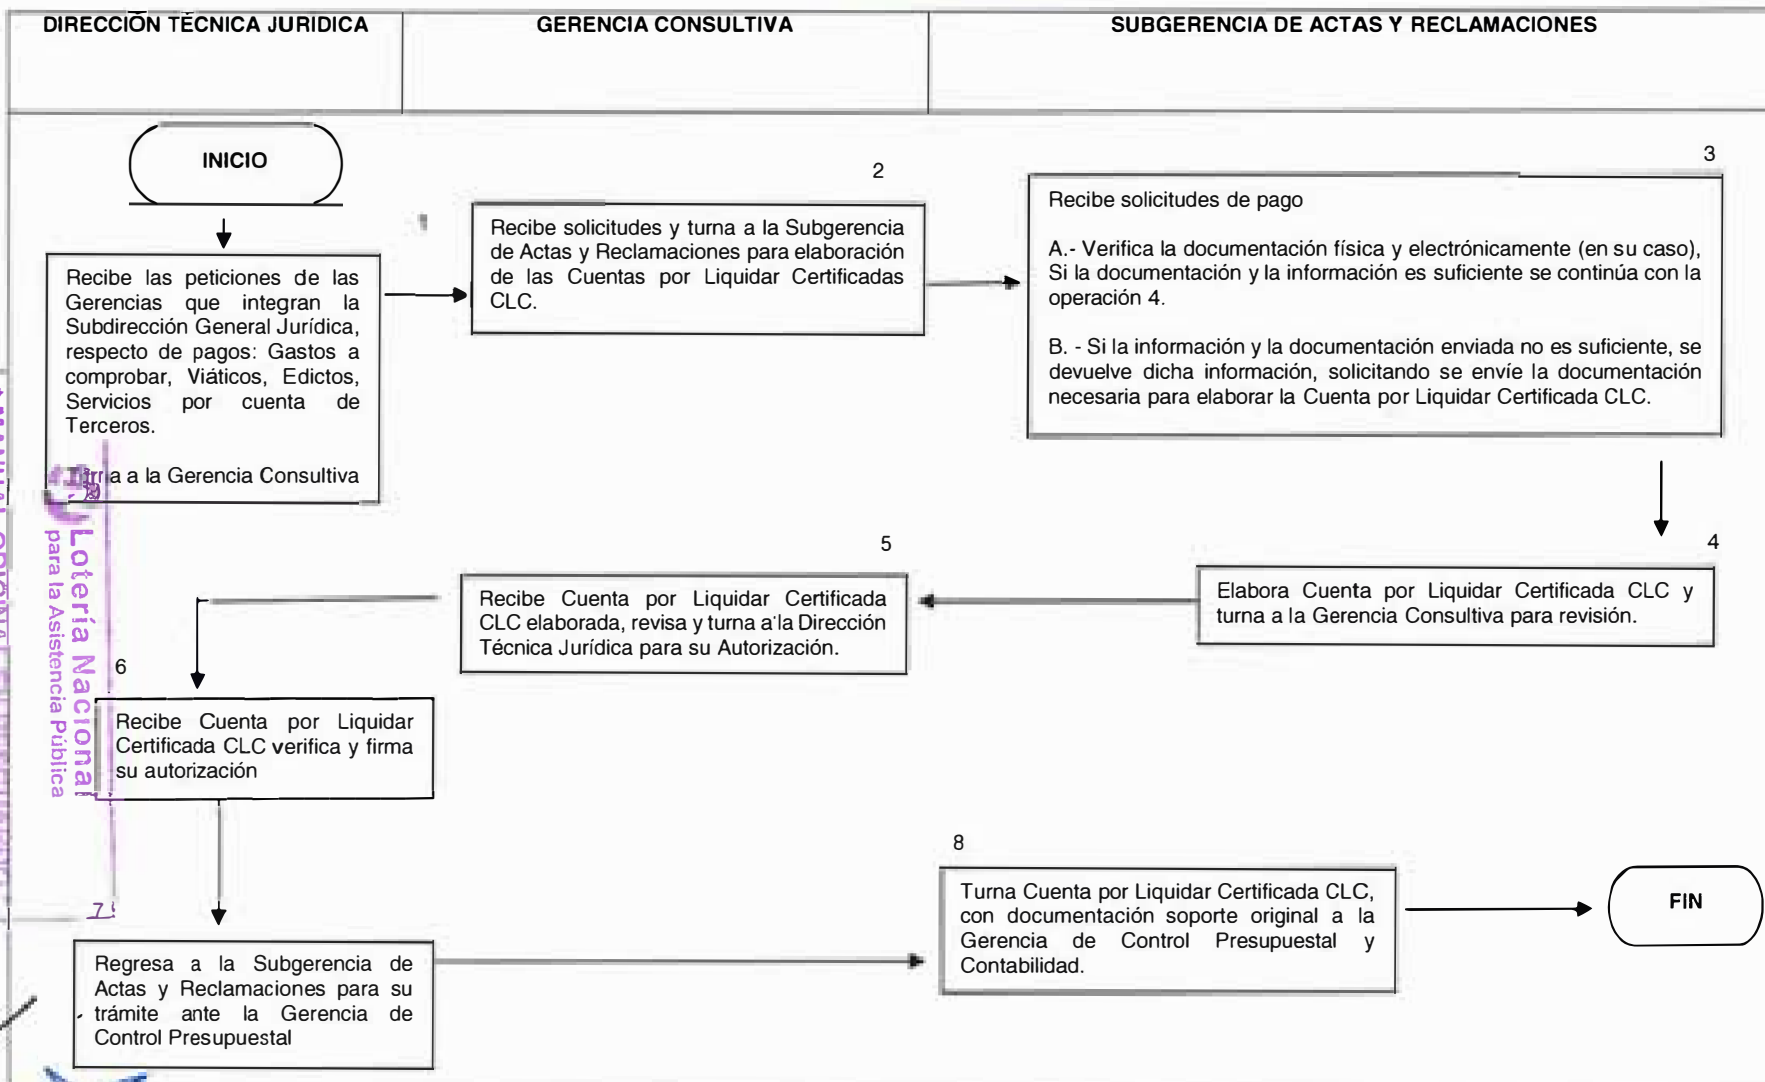 DIRECCIÓN TÉCNICA JURIDICA
GERENCIA CONSULTIVA
SUBGERENCIA DE ACTAS Y RECLAMACIONES
INICIO
1
Recibe las peticiones de las
Gerencias que integran la
Subdirección General Jurídica,
respecto de pagos: Gastos a
comprobar, Viáticos, Edictos,
Servicios por cuenta de
Terceros.
Turna a la Gerencia Consultiva
2
Recibe solicitudes y turna a la Subgerencia
de Actas y Reclamaciones para elaboración
de las Cuentas por Liquidar Certificadas
CLC.
3
Recibe solicitudes de pago
A.- Verifica la documentación física y electrónicamente (en su caso),
Si la documentación y la información es suficiente se continúa con la
operación 4.
B. - Si la información y la documentación enviada no es suficiente, se
devuelve dicha información, solicitando se envíe la documentación
necesaria para elaborar la Cuenta por Liquidar Certificada CLC.
4
Elabora Cuenta por Liquidar Certificada CLC y
turna a la Gerencia Consultiva para revisión.
5
Recibe Cuenta por Liquidar Certificada
CLC elaborada, revisa y turna a la Dirección
Técnica Jurídica para su Autorización.
6
Recibe Cuenta por Liquidar
Certificada CLC verifica y firma
su autorización
7
Regresa a la Subgerencia de
Actas y Reclamaciones para su
trámite ante la Gerencia de
Control Presupuestal
8
Turna Cuenta por Liquidar Certificada CLC,
con documentación soporte original a la
Gerencia de Control Presupuestal y
Contabilidad.
FIN
Lotería Nacional
para la Asistencia Pública